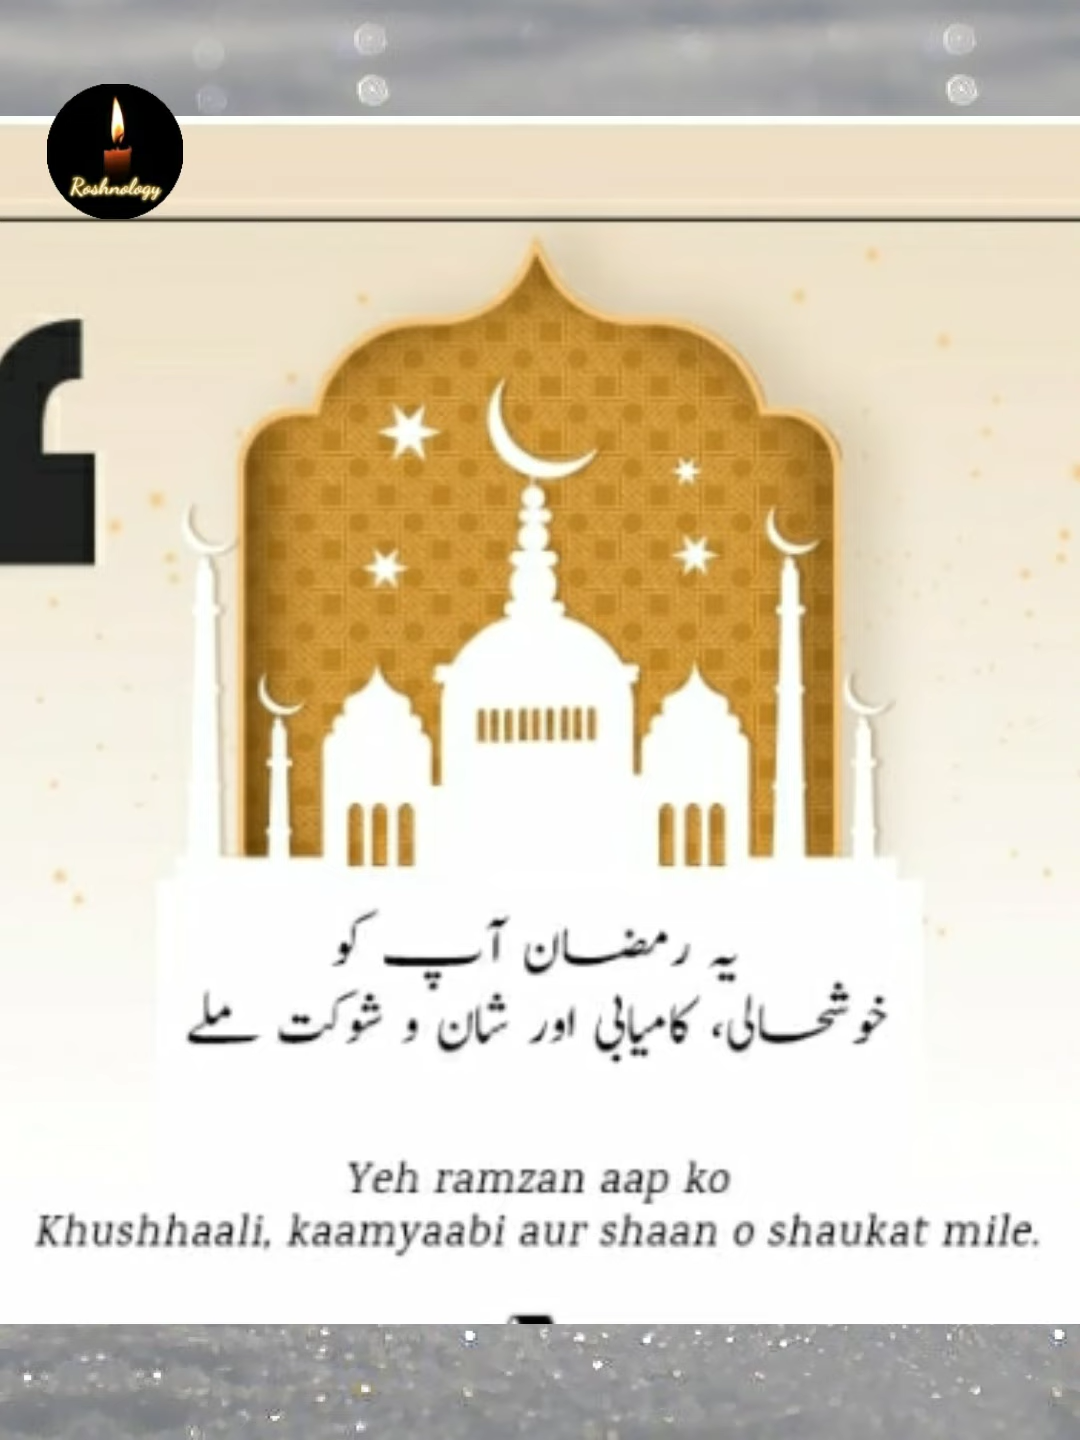 Roshnology
یہ رمضان آپ کو
خوشحالی، کامیابی اور شان و شوکت ملے
Yeh ramzan aap ko
Khushhaali, kaamyaabi aur shaan o shaukat mile.